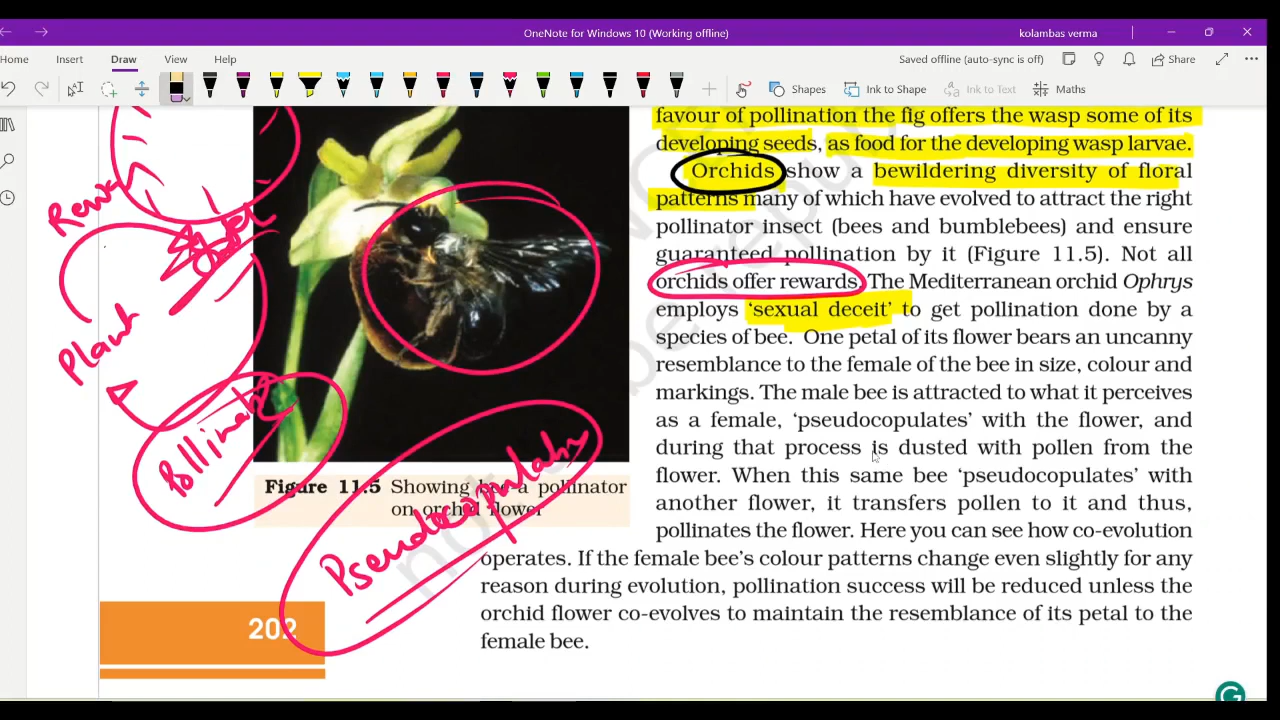 OneNote for Windows 10 (Working offline)
kolambas verma
Home Insert Draw View Help
Saved offline (auto-sync is off)
Share
Shapes
Ink to Shape
Ink to Text
Maths
favour of pollination the fig offers the wasp some of its
developing seeds, as food for the developing wasp larvae.
Orchids show a bewildering diversity of floral
patterns many of which have evolved to attract the right
pollinator insect (bees and bumblebees) and ensure
guaranteed pollination by it (Figure 11.5). Not all
orchids offer rewards. The Mediterranean orchid Ophrys
employs ‘sexual deceit’ to get pollination done by a
species of bee. One petal of its flower bears an uncanny
resemblance to the female of the bee in size, colour and
markings. The male bee is attracted to what it perceives
as a female, ‘pseudocopulates’ with the flower, and
during that process is dusted with pollen from the
flower. When this same bee ‘pseudocopulates’ with
another flower, it transfers pollen to it and thus,
pollinates the flower. Here you can see how co-evolution
operates. If the female bee’s colour patterns change even slightly for any
reason during evolution, pollination success will be reduced unless the
orchid flower co-evolves to maintain the resemblance of its petal to the
female bee.
Plant
Figure 11.5 Showing bee-a pollinator
on orchid flower
202